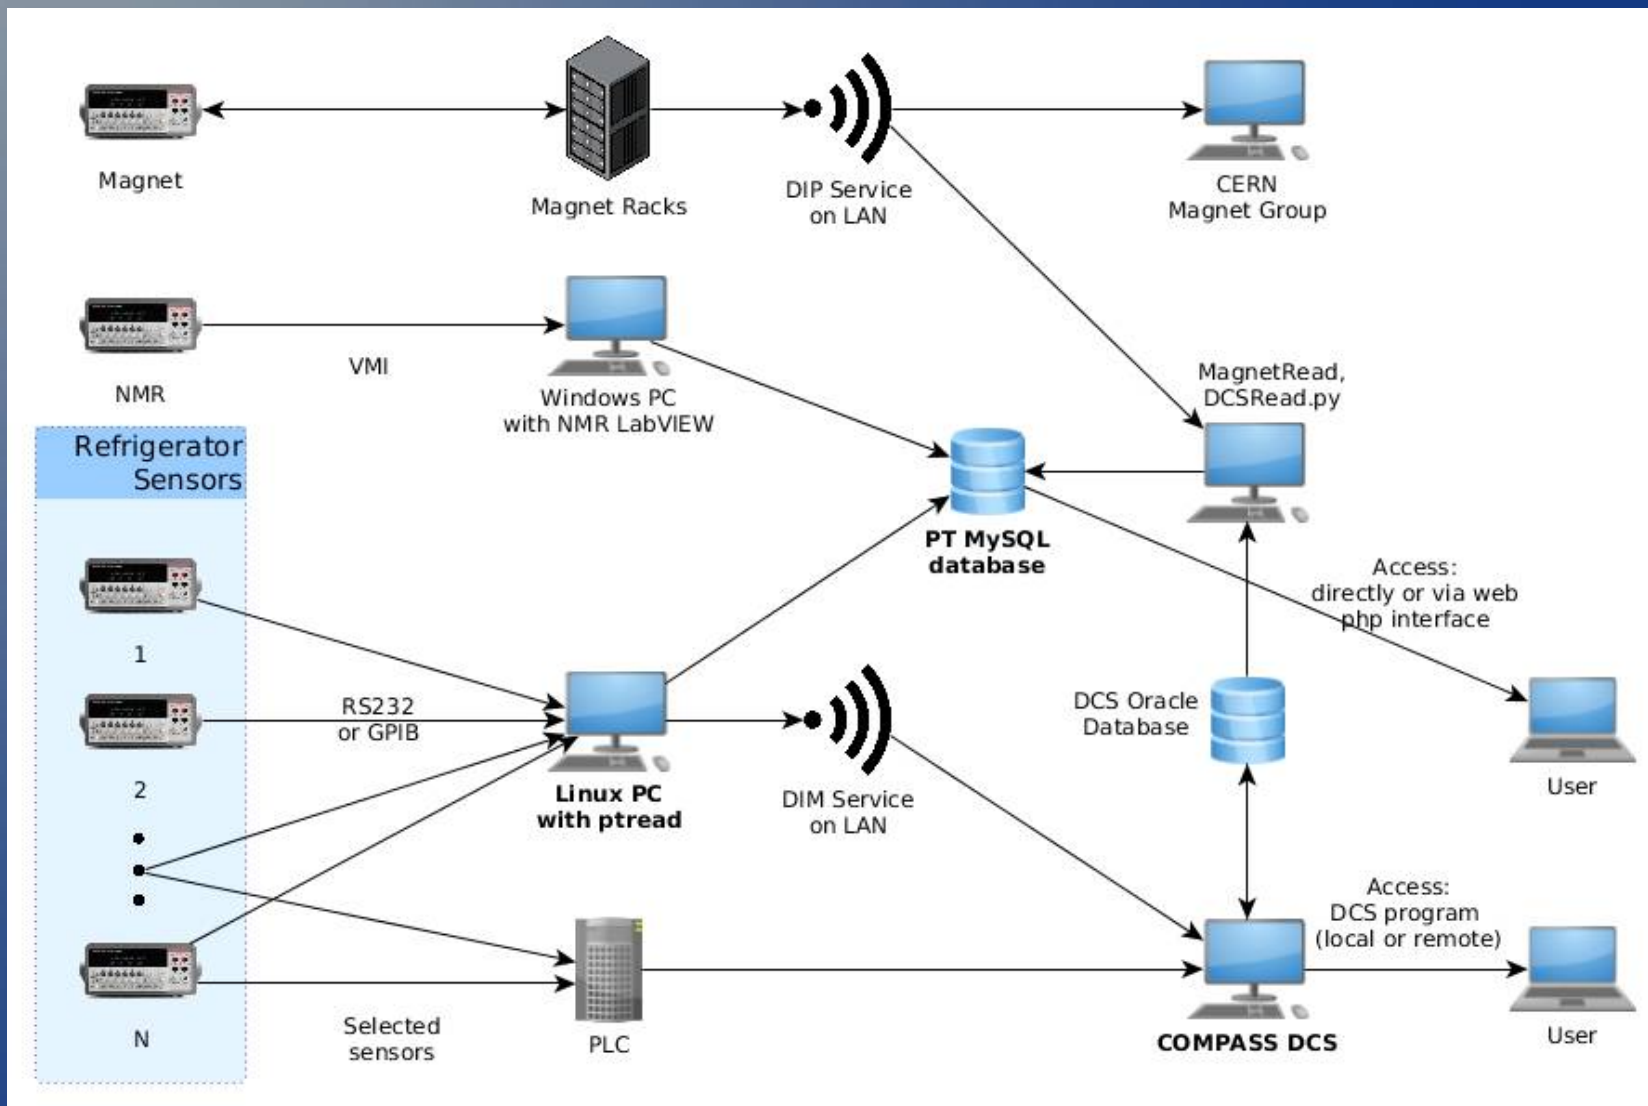 Magnet
Magnet Racks
DIP Service
on LAN
CERN
Magnet Group
NMR
VMI
Windows PC
with NMR LabVIEW
MagnetRead,
DCSRead.py
Refrigerator
Sensors
PT MySQL
database
Access:
directly or via web
php interface
1
RS232
or GPIB
2
Linux PC
with ptread
DIM Service
on LAN
DCS Oracle
Database
User
Access:
DCS program
(local or remote)
N
Selected
sensors
PLC
COMPASS DCS
User